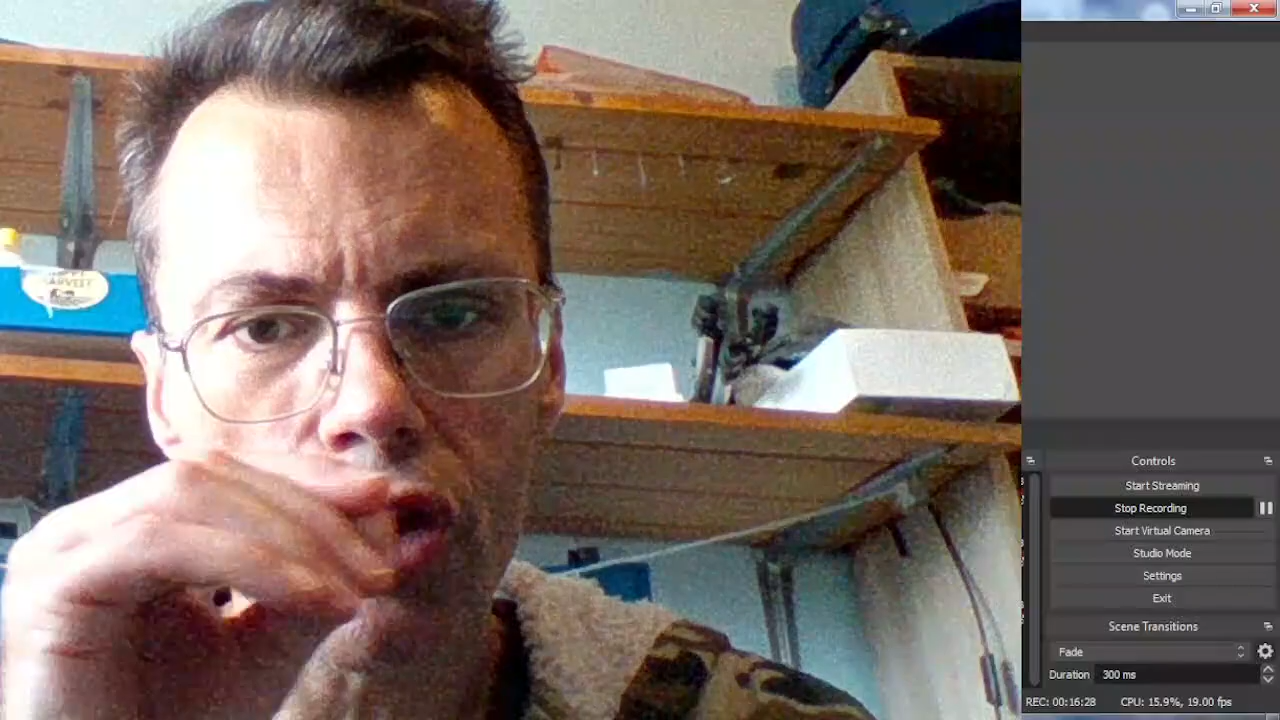 HARVEST
Controls
Start Streaming
Stop Recording
Start Virtual Camera
Studio Mode
Settings
Exit
Scene Transitions
Fade
Duration
300 ms
REC: 00:16:28
CPU: 15.9%, 19.00 fps